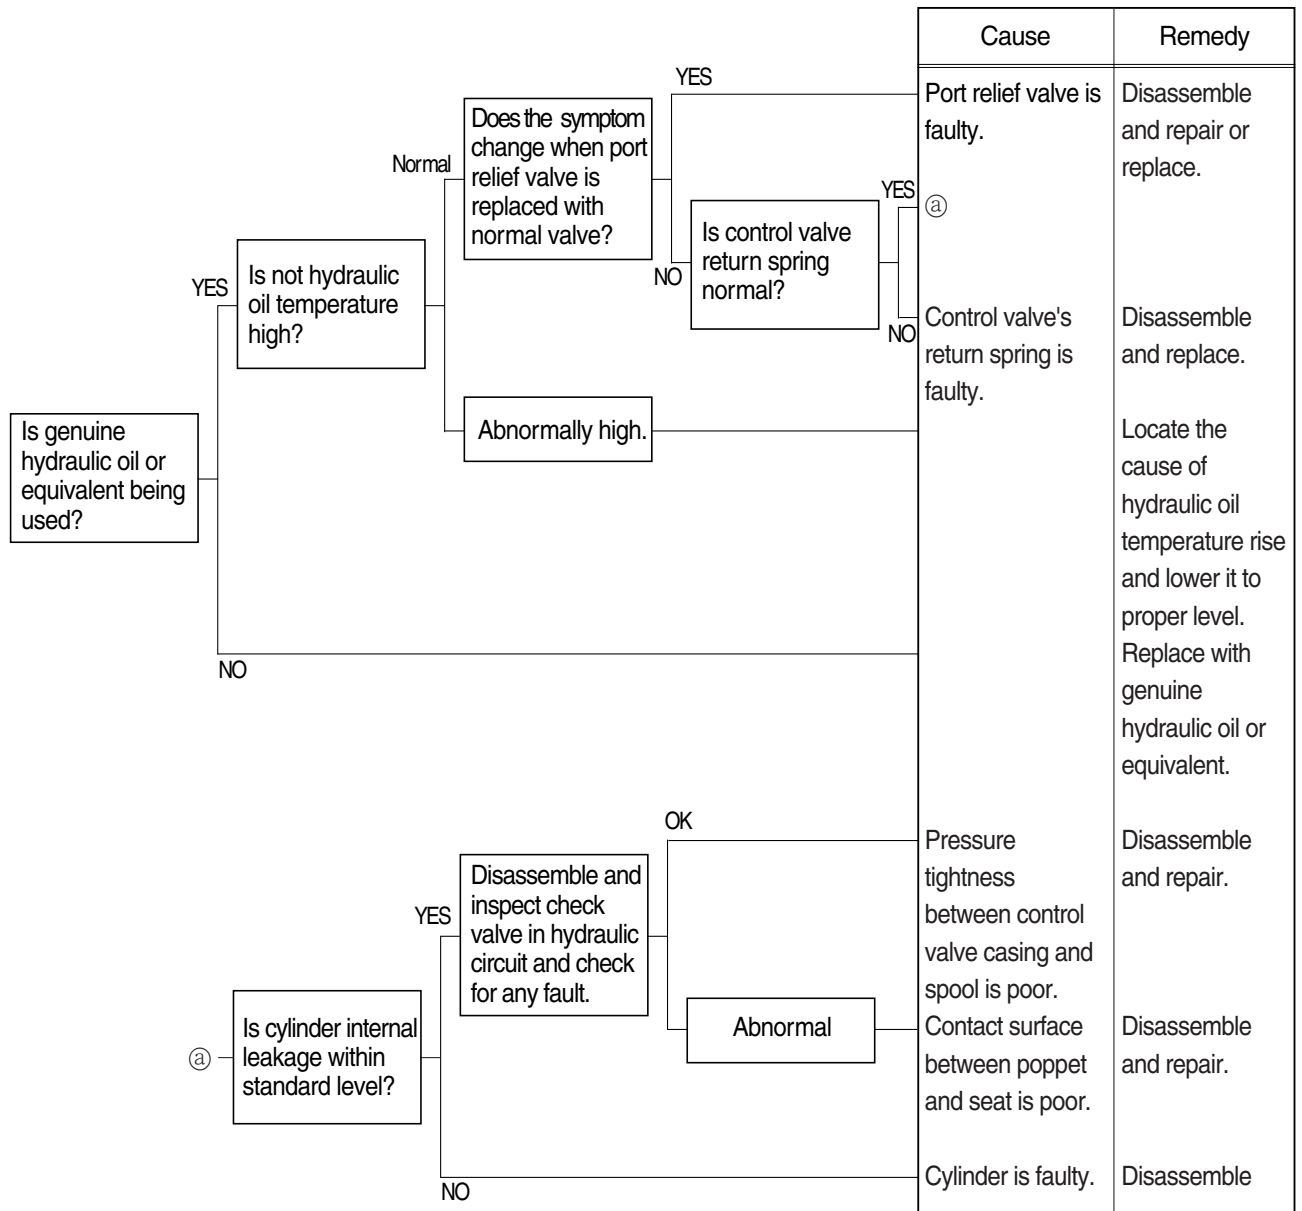 Cause
Remedy
YES
Port relief valve is
faulty.
Disassemble
and repair or
replace.
Does the symptom
change when port
relief valve is
replaced with
normal valve?
Normal
YES
ⓐ
Is control valve
return spring
normal?
NO
NO
Control valve's
return spring is
faulty.
Disassemble
and replace.
YES
Is not hydraulic
oil temperature
high?
Abnormally high.
Locate the
cause of
hydraulic oil
temperature rise
and lower it to
proper level.
Is genuine
hydraulic oil or
equivalent being
used?
NO
Replace with
genuine
hydraulic oil or
equivalent.
OK
Pressure
tightness
between control
valve casing and
spool is poor.
Disassemble
and repair.
YES
Disassemble and
inspect check
valve in hydraulic
circuit and check
for any fault.
Abnormal
Contact surface
between poppet
and seat is poor.
Disassemble
and repair.
ⓐ
Is cylinder internal
leakage within
standard level?
NO
Cylinder is faulty.
Disassemble